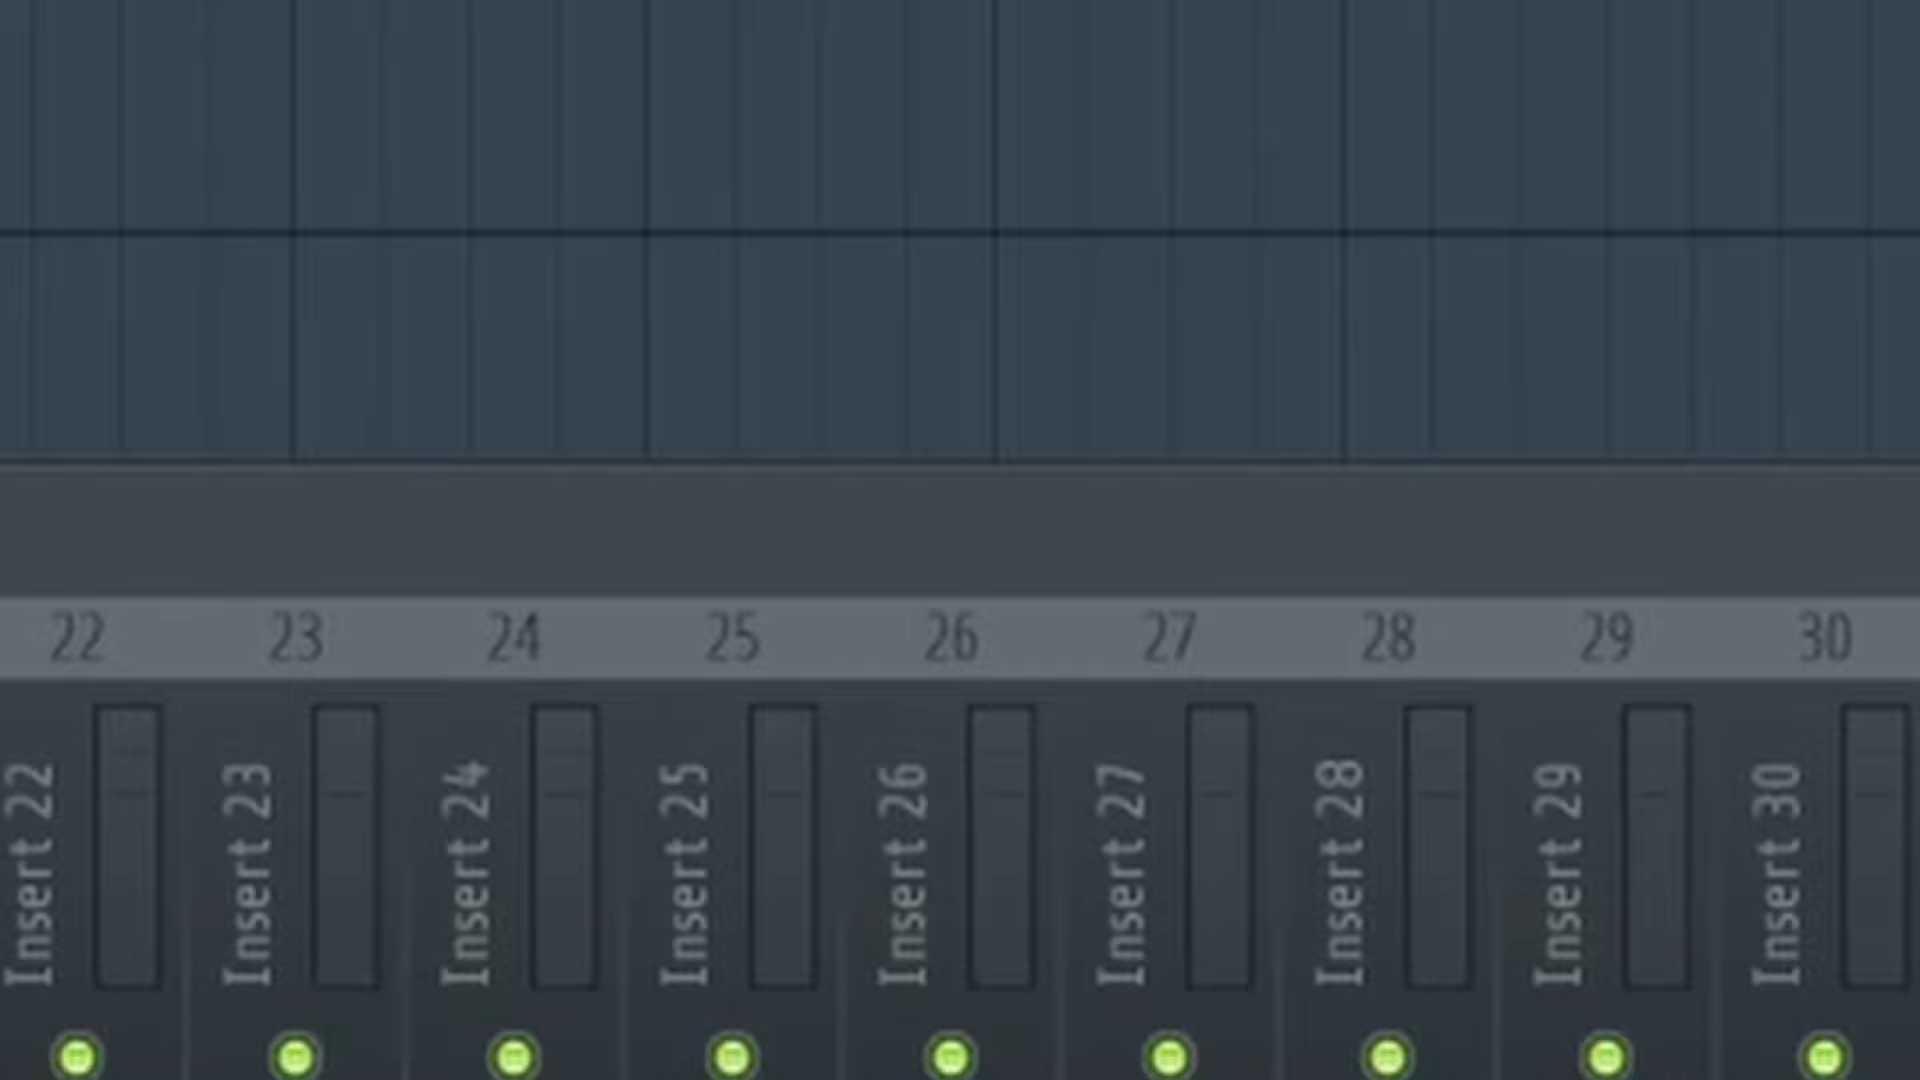 22 23 24 25 26 27 28 29 30
Insert 22
Insert 23
Insert 24
Insert 25
Insert 26
Insert 27
Insert 28
Insert 29
Insert 30